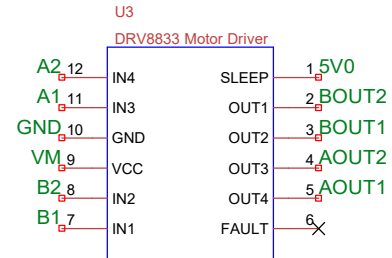 U3
DRV8833 Motor Driver
A2 12 IN4 SLEEP 1 5V0
A1 11 IN3 OUT1 2 BOUT2
GND 10 GND OUT2 3 BOUT1
VM 9 VCC OUT3 4 AOUT2
B2 8 IN2 OUT4 5 AOUT1
B1 7 IN1 FAULT 6